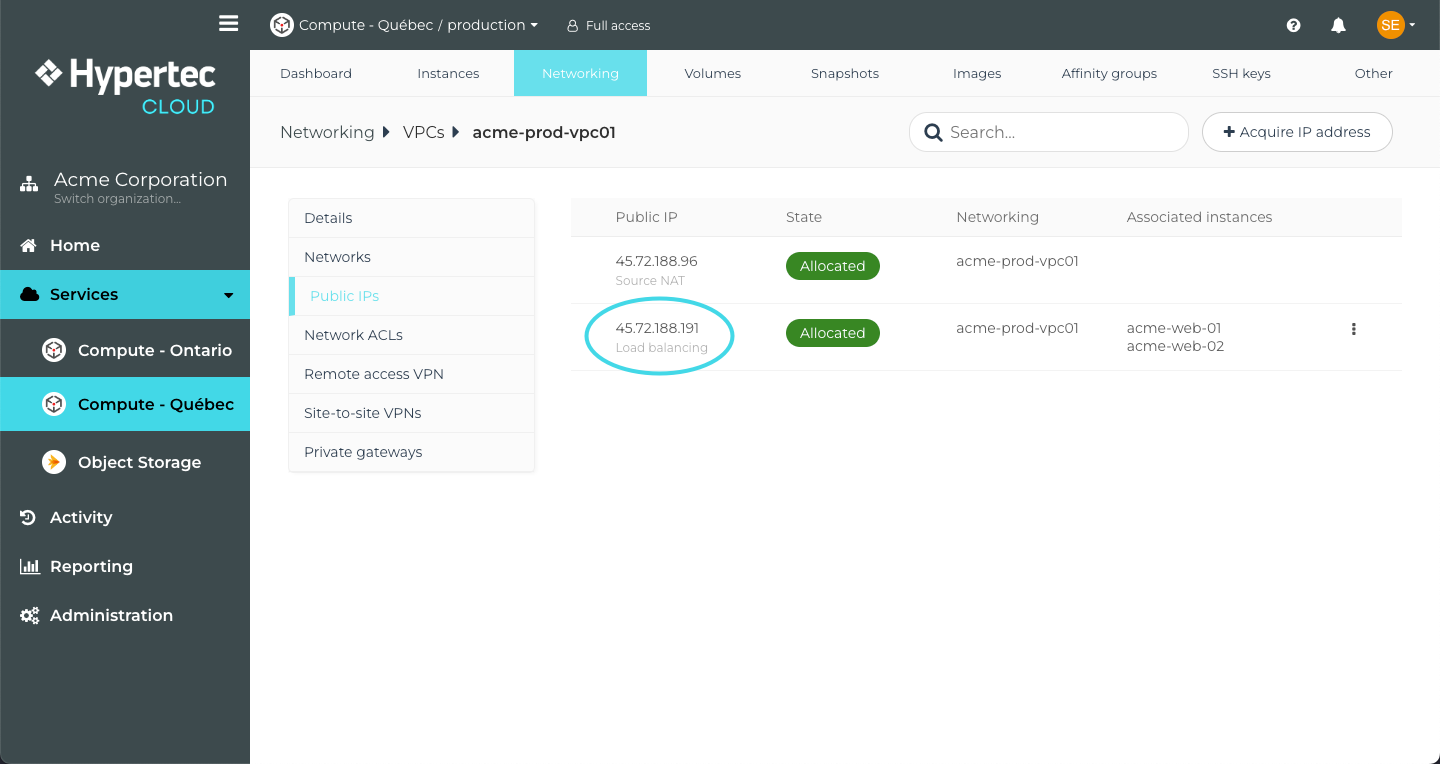 Compute - Québec / production
Full access
SE
Hypertec
CLOUD
Acme Corporation
Switch organization...
Home
Services
Compute - Ontario
Compute - Québec
Object Storage
Activity
Reporting
Administration
Dashboard Instances Networking Volumes Snapshots Images Affinity groups SSH keys Other
Networking VPCs acme-prod-vpc01
Search...
Acquire IP address
Details
Networks
Public IPs
Network ACLs
Remote access VPN
Site-to-site VPNs
Private gateways
Public IP State Networking Associated instances
45.72.188.96 Allocated acme-prod-vpc01
Source NAT
45.72.188.191 Allocated acme-prod-vpc01 acme-web-01
Load balancing acme-web-02